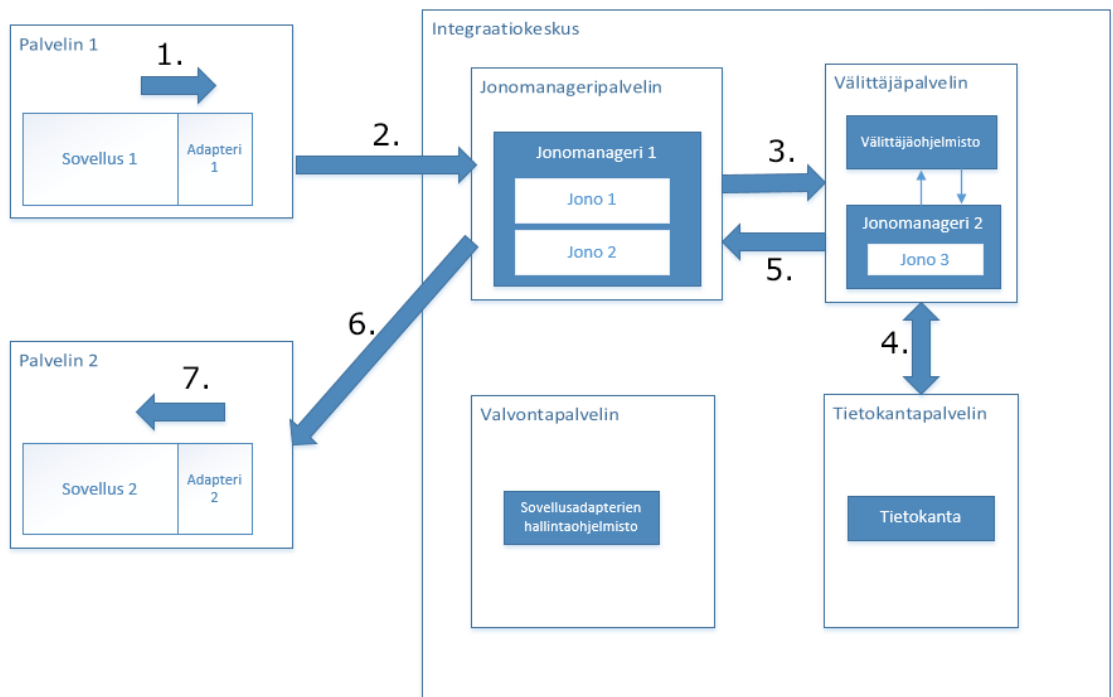 Palvelin 1
1.
Sovellus 1
Adapteri
1
2.
Integraatiokeskus
Jonomanageripalvelin
Jonomanageri 1
Jono 1
Jono 2
3.
Välittäjäpalvelin
Välittäjäohjelmisto
Jonomanageri 2
Jono 3
5.
4.
6.
Palvelin 2
7.
Sovellus 2
Adapteri
2
Valvontapalvelin
Sovellusadapterien
hallintaohjelmisto
Tietokantapalvelin
Tietokanta